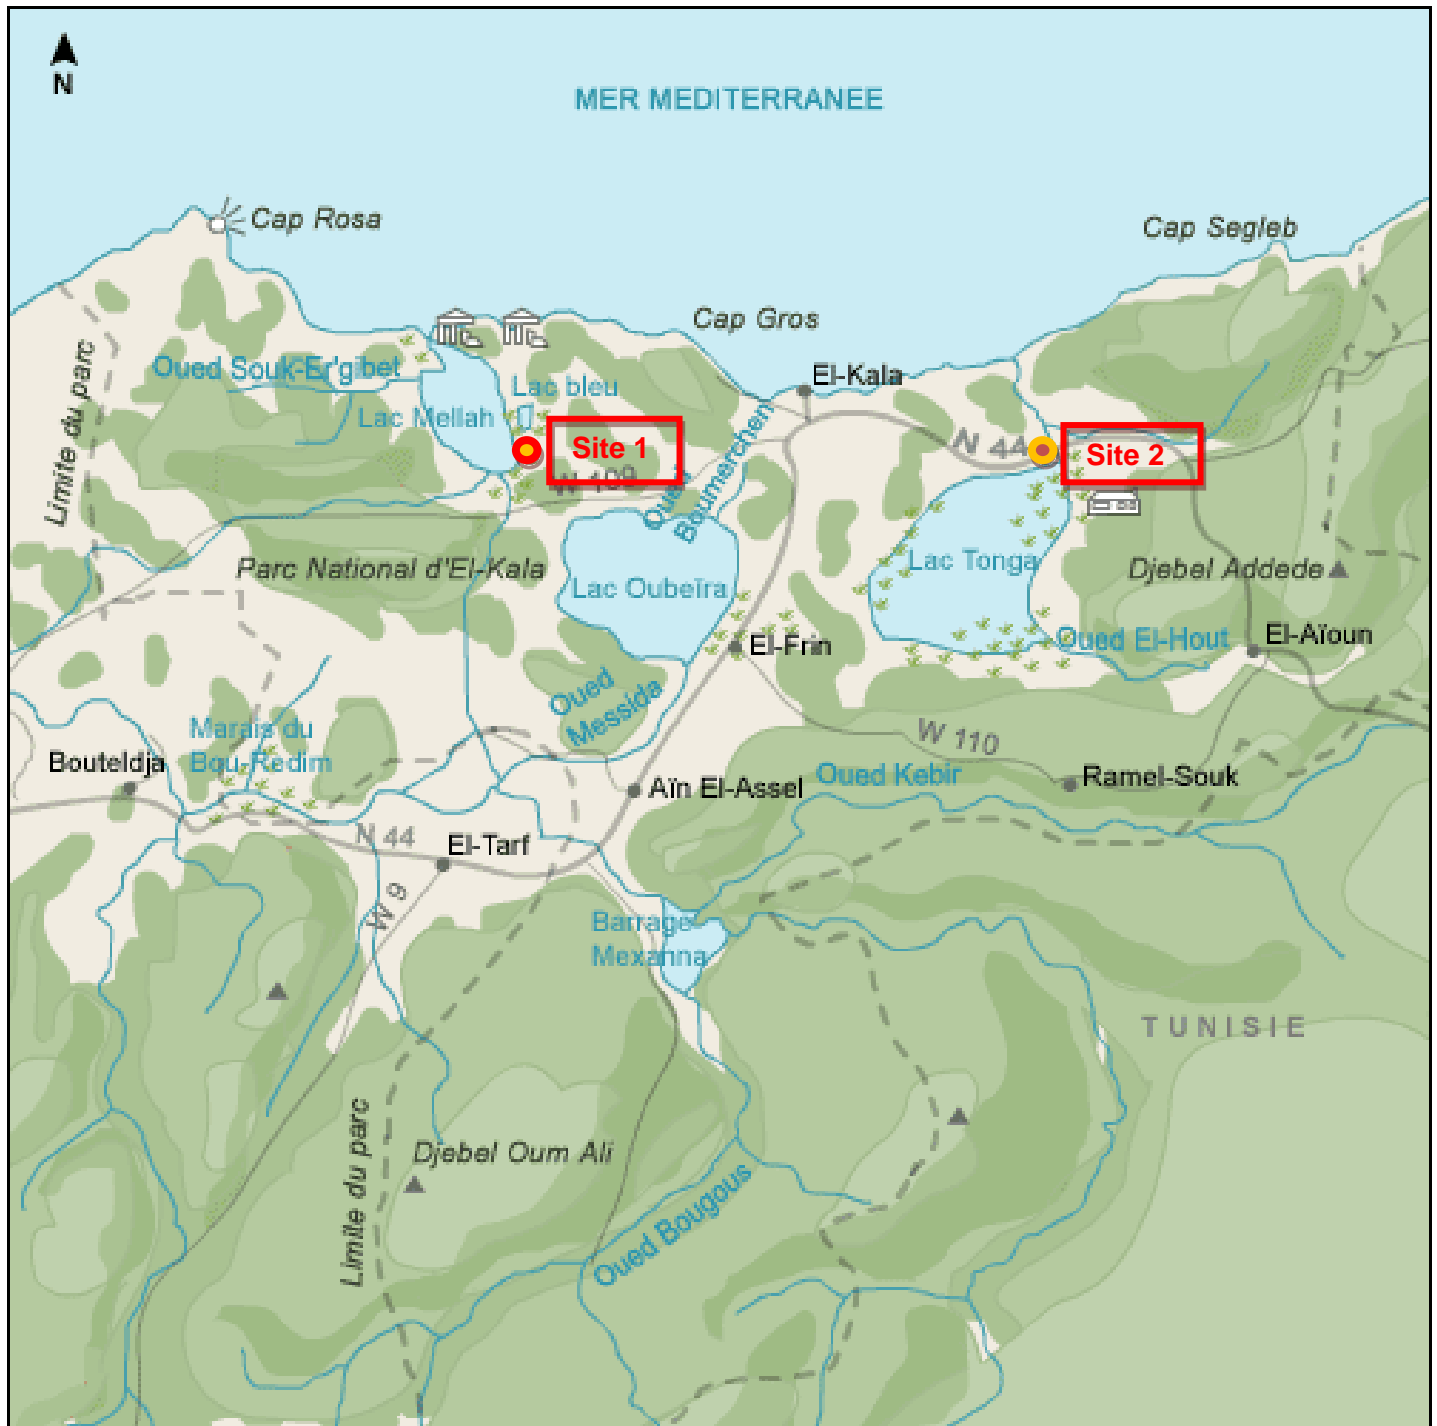 N
MER MEDITERRANEE
Cap Rosa
Cap Segleb
Cap Gros
Limite du parc
Oued Souk-Er'gibet
Lac bleu
El-Kala
Lac Mellah
Site 1
N 44
Site 2
W 109
Oued
Boumerchen
Parc National d'El-Kala
Lac Oubeïra
Lac Tonga
Djebel Addede
El-Frin
Oued El-Hout
El-Aïoun
Oued
Messida
Marais du
Bou-Redim
Bouteldja
W 110
Aïn El-Assel
Oued Kebir
Ramel-Souk
N 44
El-Tarf
W 9
Barrage
Mexanna
TUNISIE
Limite du parc
Djebel Oum Ali
Oued Bougous